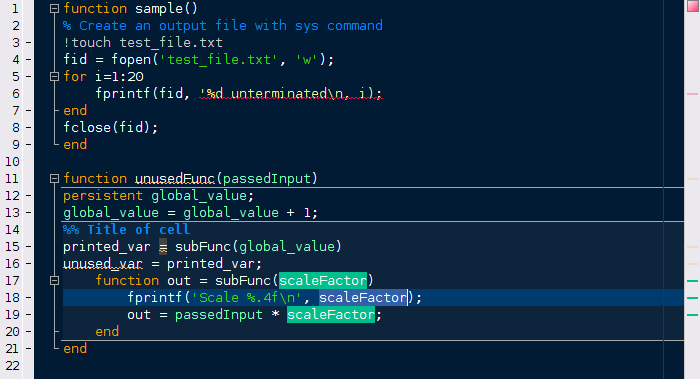 1 function sample()
2 % Create an output file with sys command
3 !touch test_file.txt
4 fid = fopen('test_file.txt', 'w');
5 for i=1:20
6 fprintf(fid, '%d unterminated\n, i);
7 end
8 fclose(fid);
9 end
10
11 function unusedFunc(passedInput)
12 persistent global_value;
13 global_value = global_value + 1;
14 %% Title of cell
15 printed_var = subFunc(global_value)
16 unused_var = printed_var;
17 function out = subFunc(scaleFactor)
18 fprintf('Scale %.4f\n', scaleFactor);
19 out = passedInput * scaleFactor;
20 end
21 end
22